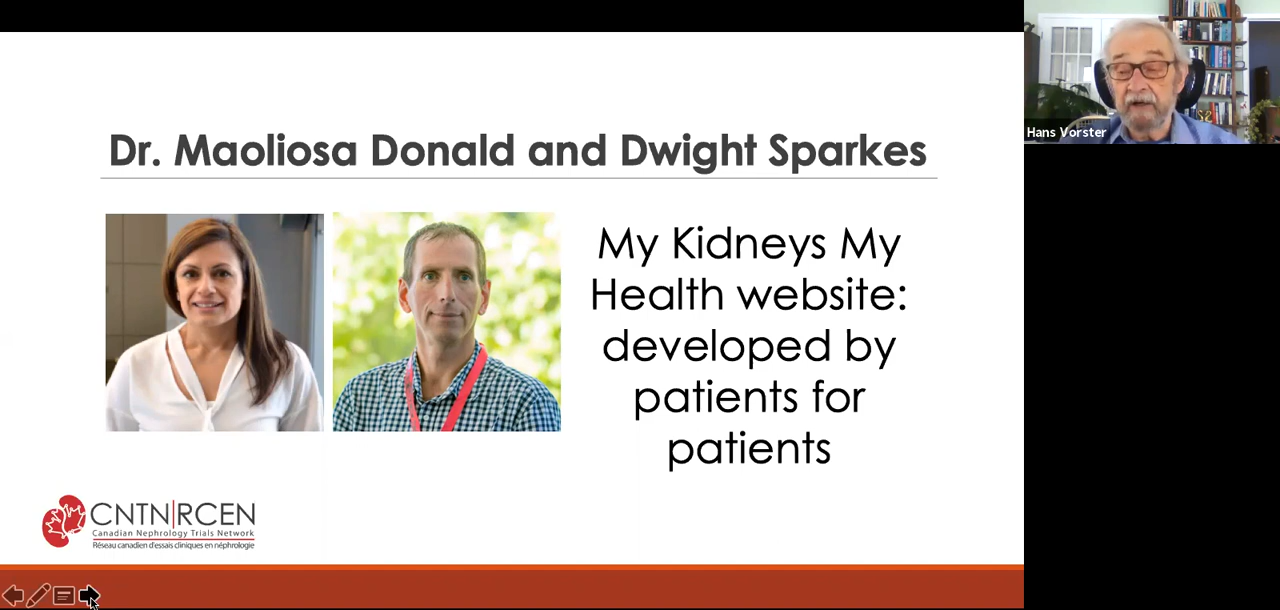 Dr. Maoliosa Donald and Dwight Sparkes
My Kidneys My
Health website:
developed by
patients for
patients
CNTN|RCEN
Canadian Nephrology Trials Network
Réseau canadien d'essais cliniques en néphrologie
Hans Vorster